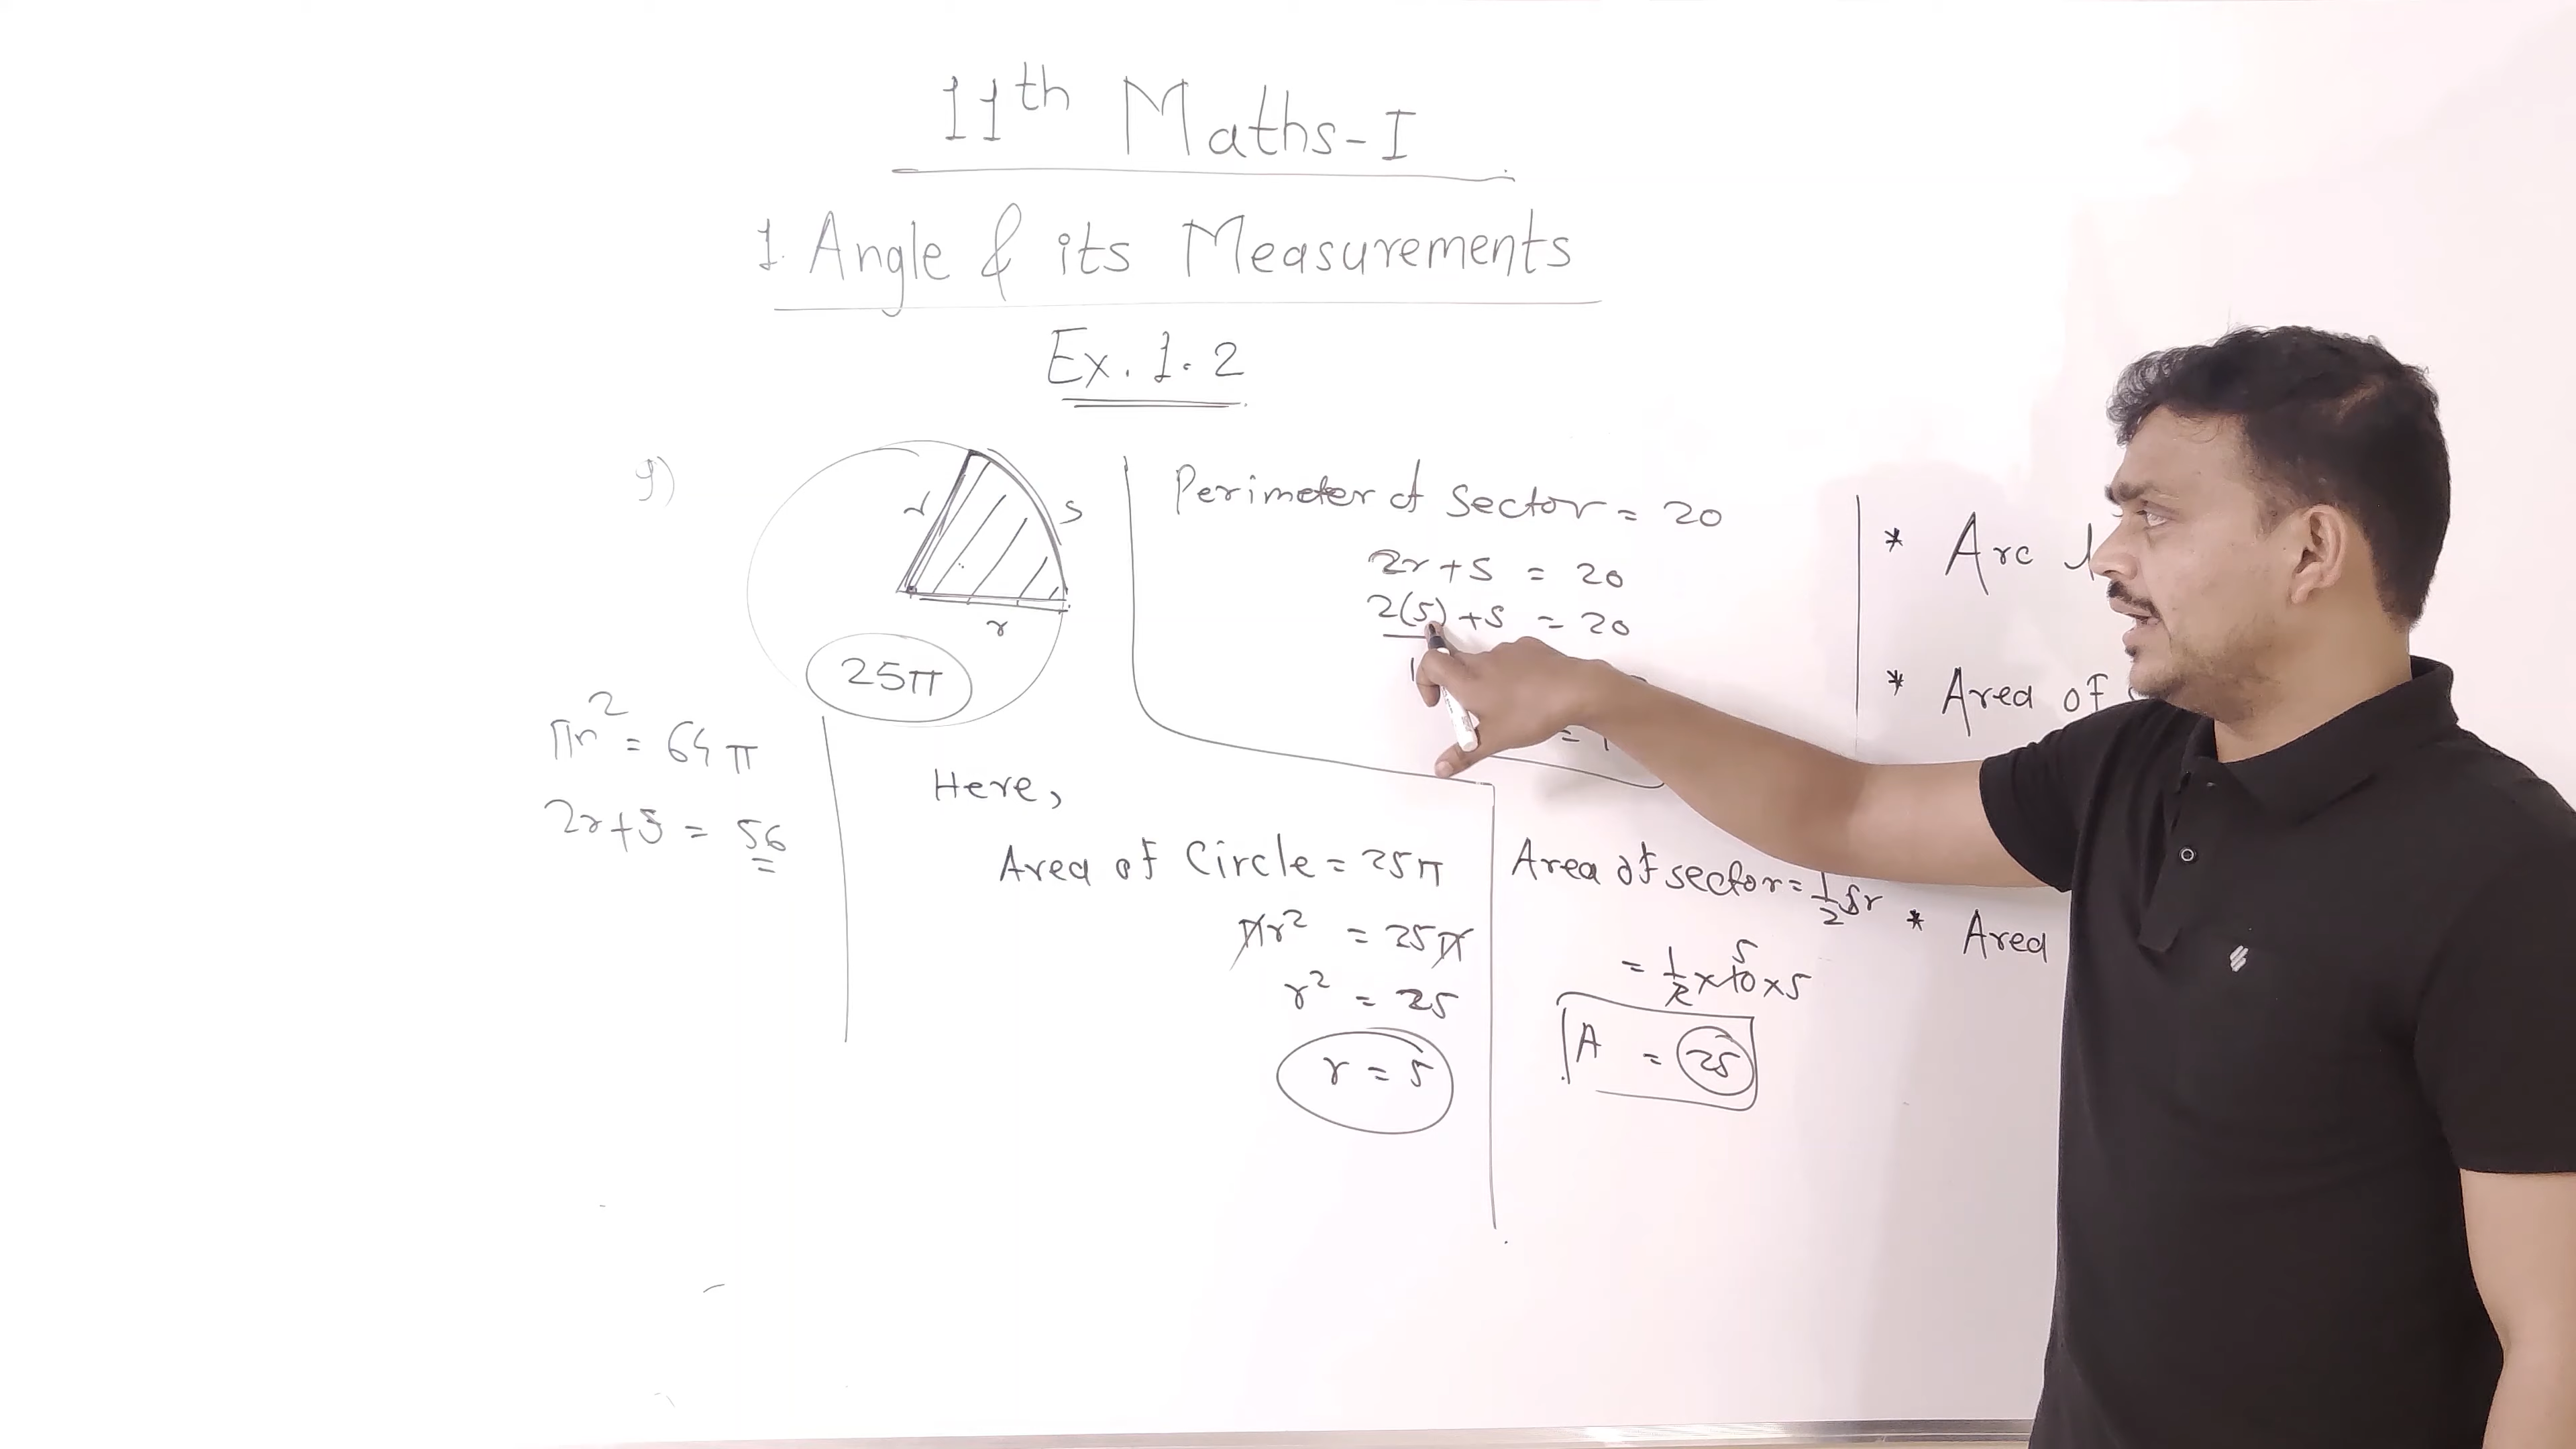 11th Maths-I
1. Angle & its Measurements
Ex. 1.2
9)
r
s
r
25π
πr² = 64π
2r+s = 56
Perimeter of Sector = 20
2r+s = 20
2(5)+s = 20
Here,
Area of Circle = 25π
πr² = 25π
r² = 25
r = 5
Area of sector = 1/2 sr
= 1/2 x 10 x 5
5
A = 25
* Arc
* Area of
* Area